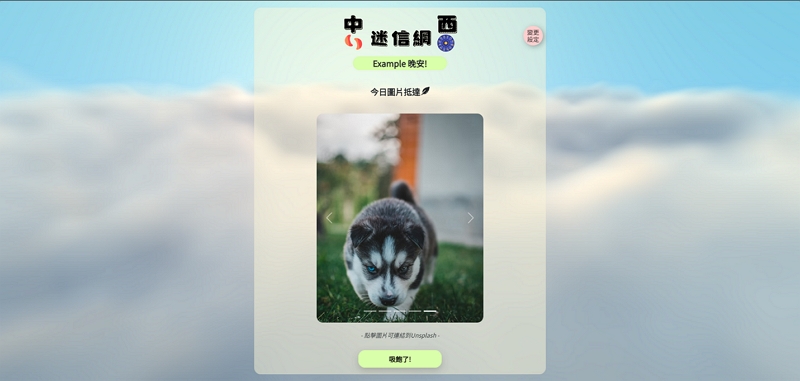 中 西
迷信網
變更
設定
Example 晚安!
今日圖片抵達
- 點擊圖片可連結到Unsplash -
吸飽了!